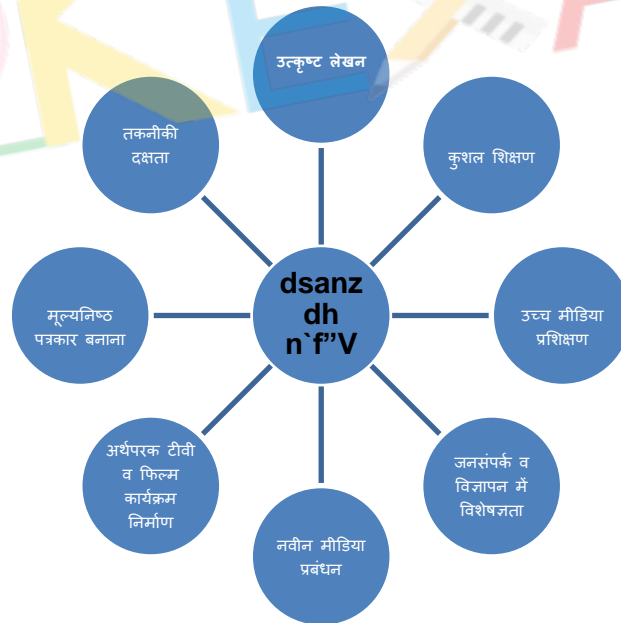 उत्कृष्ट लेखन
कुशल शिक्षण
उच्च मीडिया
प्रशिक्षण
जनसंपर्क व
विज्ञापन में
विशेषज्ञता
नवीन मीडिया
प्रबंधन
अर्थपरक टीवी
व फिल्म
कार्यक्रम
निर्माण
मूल्यनिष्ठ
पत्रकार बनाना
तकनीकी
दक्षता
dsanz
dh
n`f"V